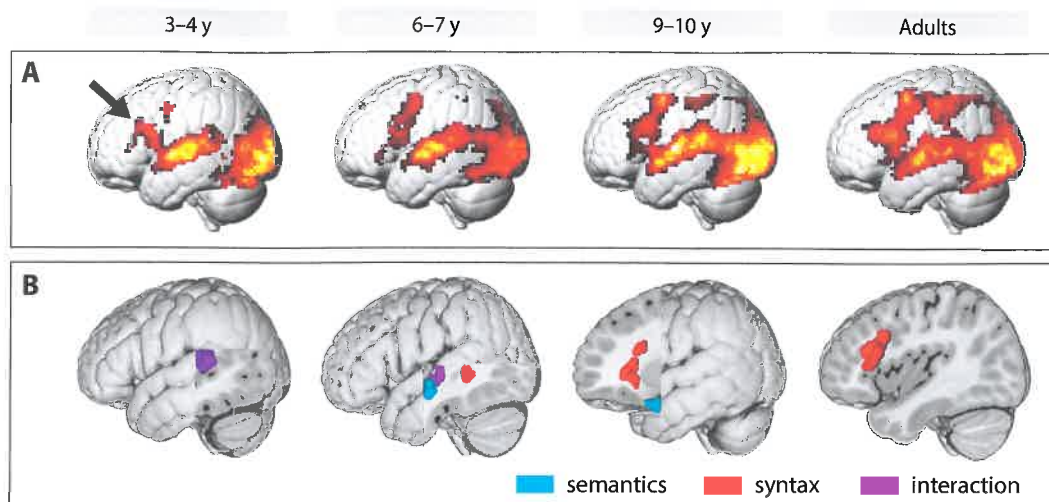 3–4 y 6–7 y 9–10 y Adults
A
B
semantics syntax interaction